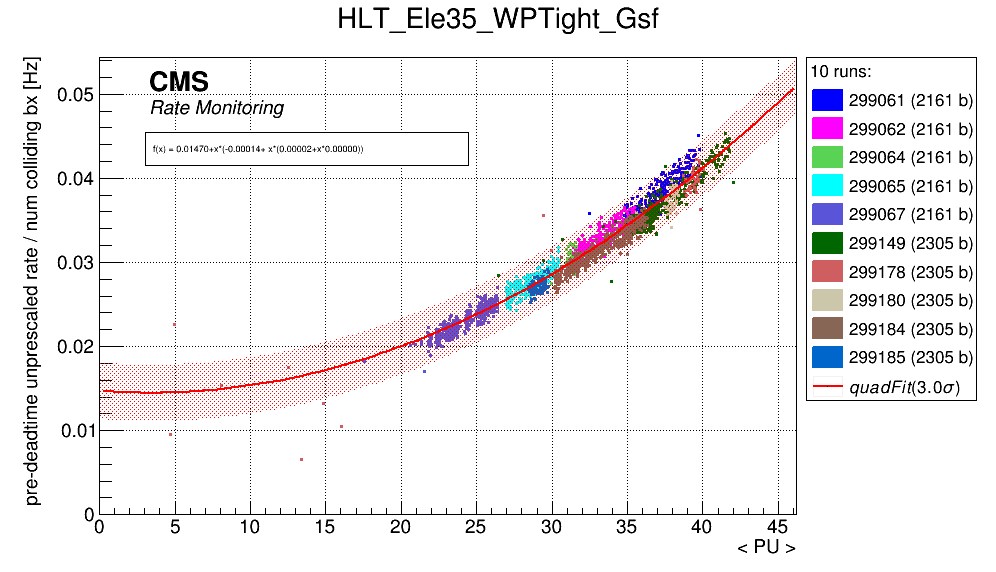 HLT_Ele35_WPTight_Gsf
pre-deadtime unprescaled rate / num colliding bx [Hz]
CMS
Rate Monitoring
f(x) = 0.01470+x*(-0.00014+ x*(0.00002+x*0.00000))
0.05
0.04
0.03
0.02
0.01
0
0 5 10 15 20 25 30 35 40 45
< PU >
10 runs:
299061 (2161 b)
299062 (2161 b)
299064 (2161 b)
299065 (2161 b)
299067 (2161 b)
299149 (2305 b)
299178 (2305 b)
299180 (2305 b)
299184 (2305 b)
299185 (2305 b)
quadFit(3.0σ)